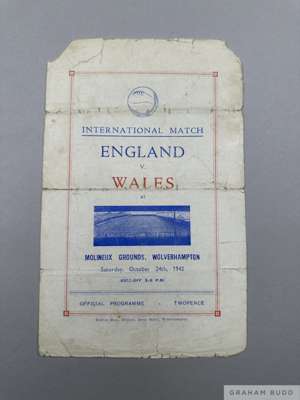 INTERNATIONAL MATCH
ENGLAND
V.
WALES
AT
MOLINEUX GROUNDS, WOLVERHAMPTON
Saturday, October 24th, 1942
KICK-OFF 3-0 P.M.
OFFICIAL PROGRAMME - TWOPENCE
GRAHAM BUDD